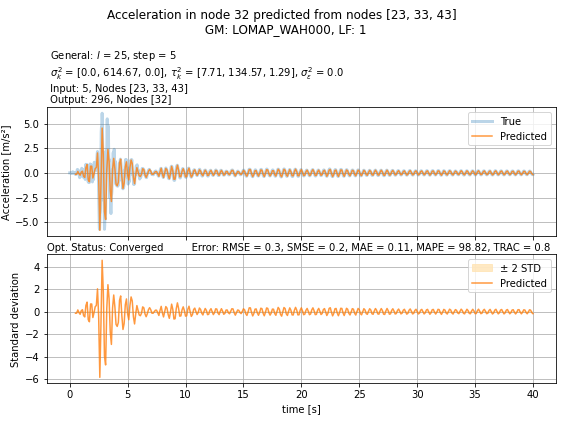 Acceleration in node 32 predicted from nodes [23, 33, 43]
GM: LOMAP_WAH000, LF: 1
General: l = 25, step = 5
σ²ₖ = [0.0, 614.67, 0.0], τ²ₖ = [7.71, 134.57, 1.29], σ²ε = 0.0
Input: 5, Nodes [23, 33, 43]
Output: 296, Nodes [32]
Acceleration [m/s²]
5.0
2.5
0.0
−2.5
−5.0
True
Predicted
Opt. Status: Converged Error: RMSE = 0.3, SMSE = 0.2, MAE = 0.11, MAPE = 98.82, TRAC = 0.8
Standard deviation
4
2
0
−2
−4
−6
± 2 STD
Predicted
0 5 10 15 20 25 30 35 40
time [s]